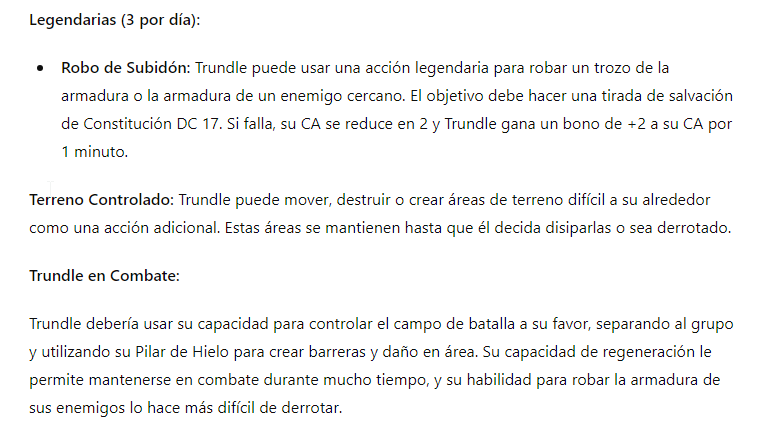 Legendarias (3 por día):
• Robo de Subidón: Trundle puede usar una acción legendaria para robar un trozo de la
armadura o la armadura de un enemigo cercano. El objetivo debe hacer una tirada de salvación
de Constitución DC 17. Si falla, su CA se reduce en 2 y Trundle gana un bono de +2 a su CA por
1 minuto.
Terreno Controlado: Trundle puede mover, destruir o crear áreas de terreno difícil a su alrededor
como una acción adicional. Estas áreas se mantienen hasta que él decida disiparlas o sea derrotado.
Trundle en Combate:
Trundle debería usar su capacidad para controlar el campo de batalla a su favor, separando al grupo
y utilizando su Pilar de Hielo para crear barreras y daño en área. Su capacidad de regeneración le
permite mantenerse en combate durante mucho tiempo, y su habilidad para robar la armadura de
sus enemigos lo hace más difícil de derrotar.